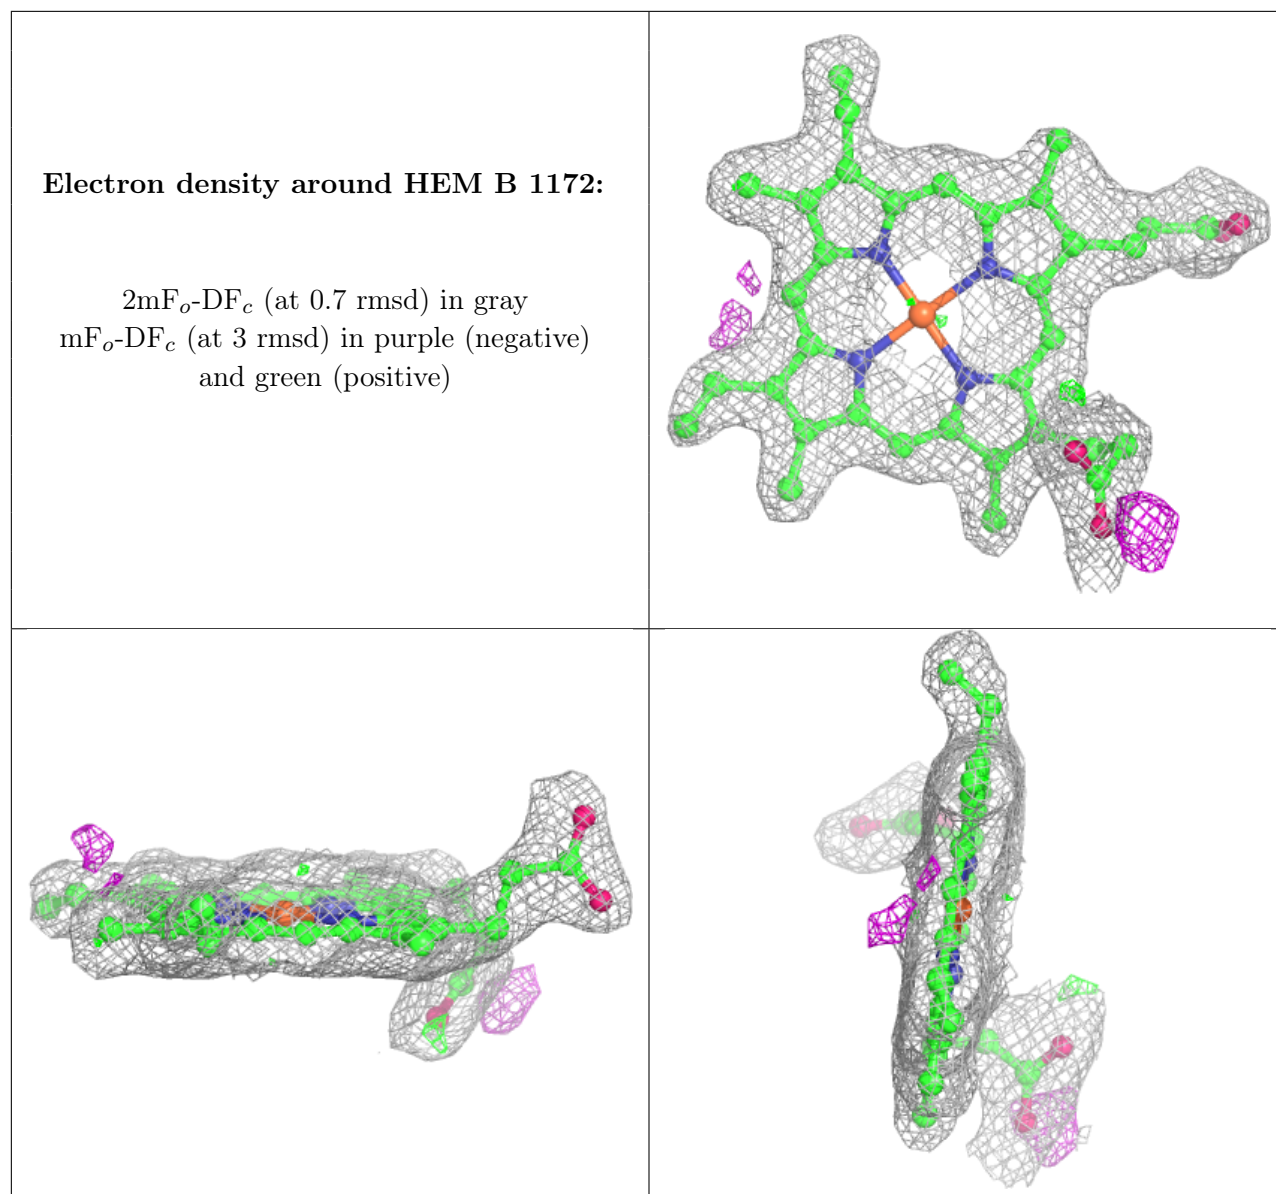 Electron density around HEM B 1172:
2mFo-DFc (at 0.7 rmsd) in gray
mFo-DFc (at 3 rmsd) in purple (negative)
and green (positive)